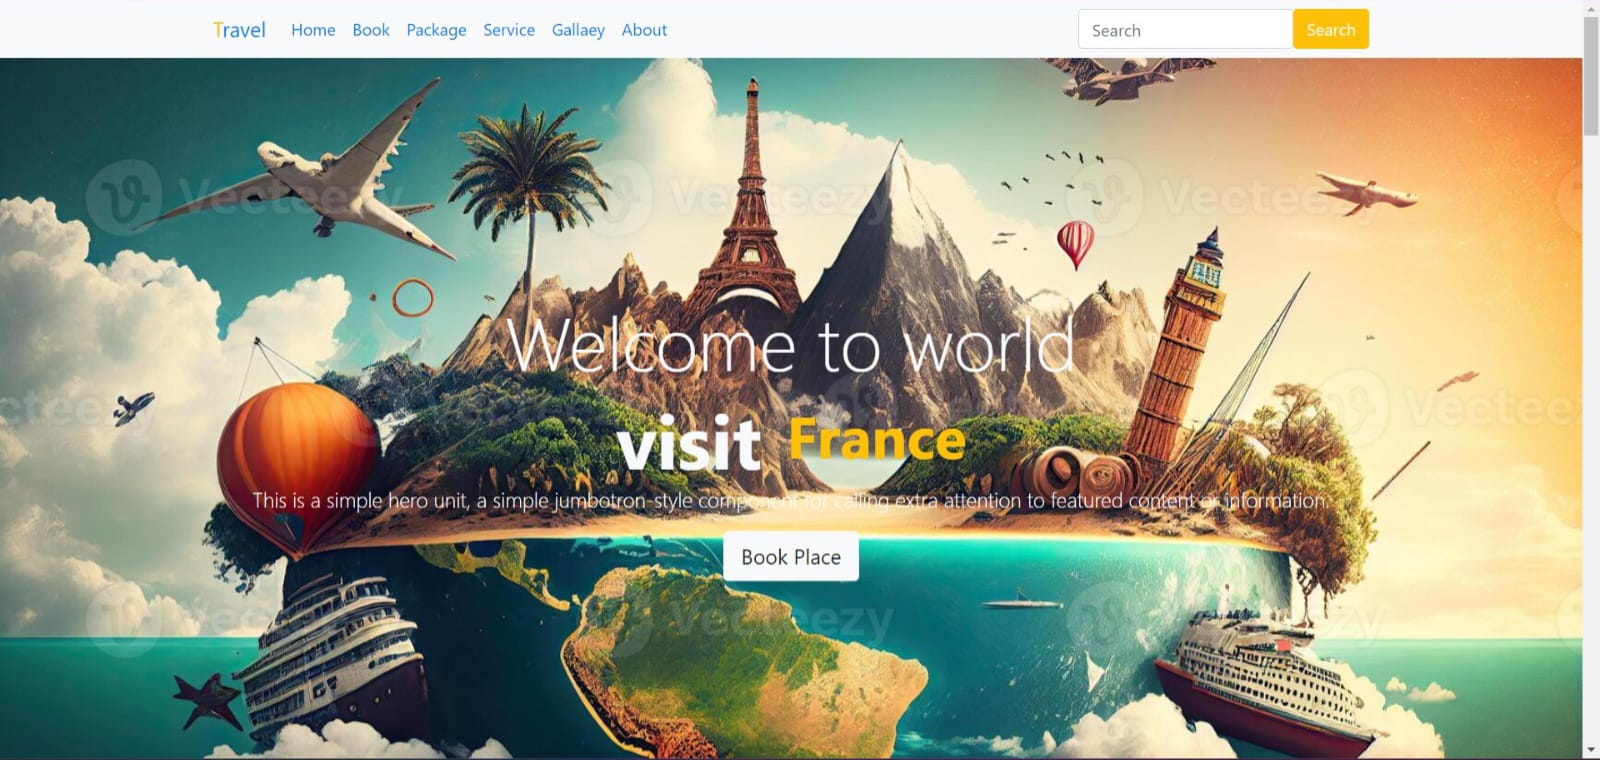 Travel Home Book Package Service Gallaey About Search Search
Vecteezy Vecteezy Vecteezy
Welcome to world
Vecteezy
visit France
This is a simple hero unit, a simple jumbotron-style component for calling extra attention to featured content or information.
Book Place
Vecteezy